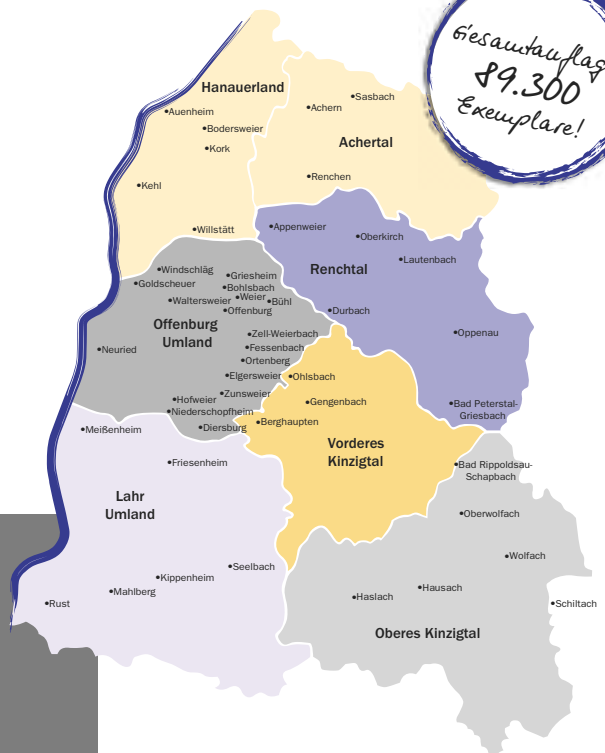 Gesamtauflag
89.300
Exemplare!
Hanauerland
•Auenheim
•Bodersweier
•Kork
•Kehl
•Willstätt
•Sasbach
•Achern
Achertal
•Renchen
•Appenweier
•Oberkirch
•Lautenbach
Renchtal
•Durbach
•Oppenau
•Bad Peterstal-
Griesbach
•Windschläg
•Goldscheuer
•Griesheim
•Bohlsbach
•Waltersweier
•Weier
•Bühl
•Offenburg
Offenburg
Umland
•Zell-Weierbach
•Fessenbach
•Neuried
•Ortenberg
•Elgersweier
•Zunsweier
•Hofweier
•Niederschopfheim
•Diersburg
•Ohlsbach
•Gengenbach
•Berghaupten
Vorderes
Kinzigtal
•Meißenheim
•Friesenheim
Lahr
Umland
•Seelbach
•Kippenheim
•Mahlberg
•Rust
•Bad Rippoldsau-
Schapbach
•Oberwolfach
•Wolfach
•Hausach
•Haslach
•Schiltach
Oberes Kinzigtal